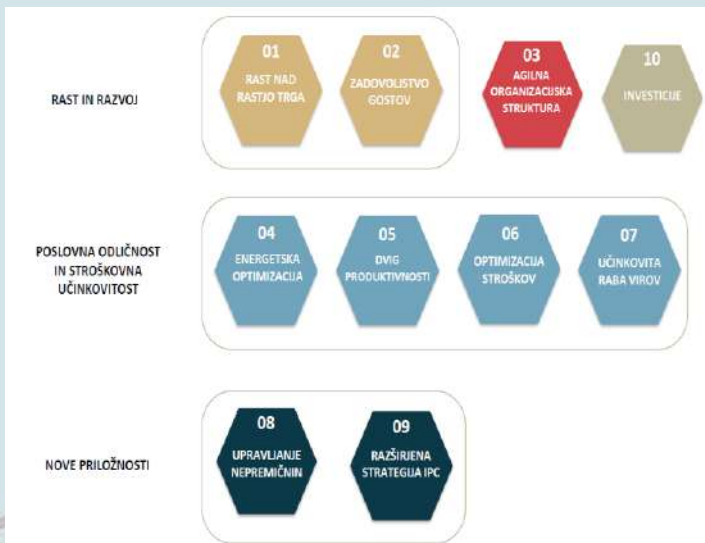 RAST IN RAZVOJ
01
RAST NAD
RASTJO TRGA
02
ZADOVOLJSTVO
GOSTOV
03
AGILNA
ORGANIZACIJSKA
STRUKTURA
10
INVESTICIJE
POSLOVNA ODLIČNOST
IN STROŠKOVNA
UČINKOVITOST
04
ENERGETSKA
OPTIMIZACIJA
05
DVIG
PRODUKTIVNOSTI
06
OPTIMIZACIJA
STROŠKOV
07
UČINKOVITA
RABA VIROV
NOVE PRILOŽNOSTI
08
UPRAVLJANJE
NEPREMIČNIN
09
RAZŠIRJENA
STRATEGIJA IPC